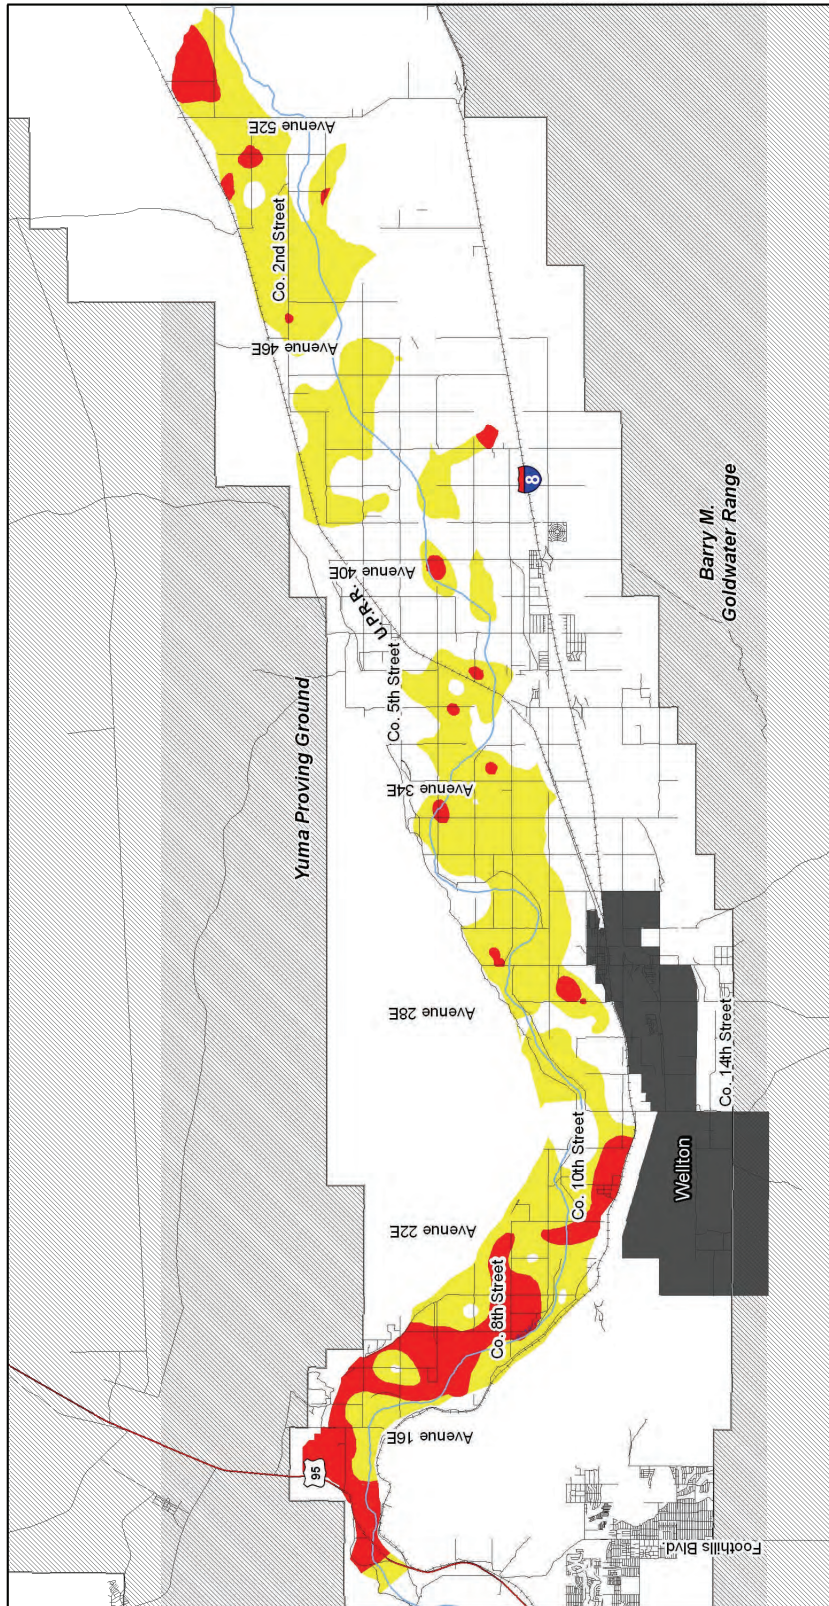 Avenue 52E
Co. 2nd Street
Avenue 46E
8
Barry M.
Goldwater Range
Avenue 40E
U.P.R.R.
Co. 5th Street
Yuma Proving Ground
Avenue 34E
Avenue 28E
Co. 14th Street
Co. 10th Street
Wellton
Avenue 22E
Co. 8th Street
Avenue 16E
95
Foothills Blvd.